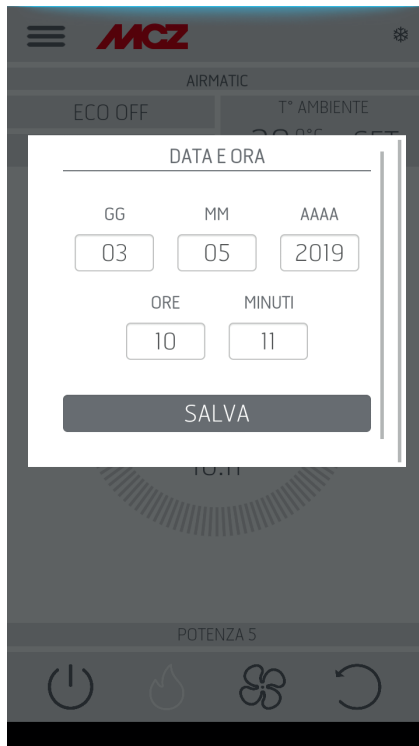 MCZ
AIRMATIC
ECO OFF
T° AMBIENTE
SET
DATA E ORA
GG MM AAAA
03 05 2019
ORE MINUTI
10 11
SALVA
POTENZA 5